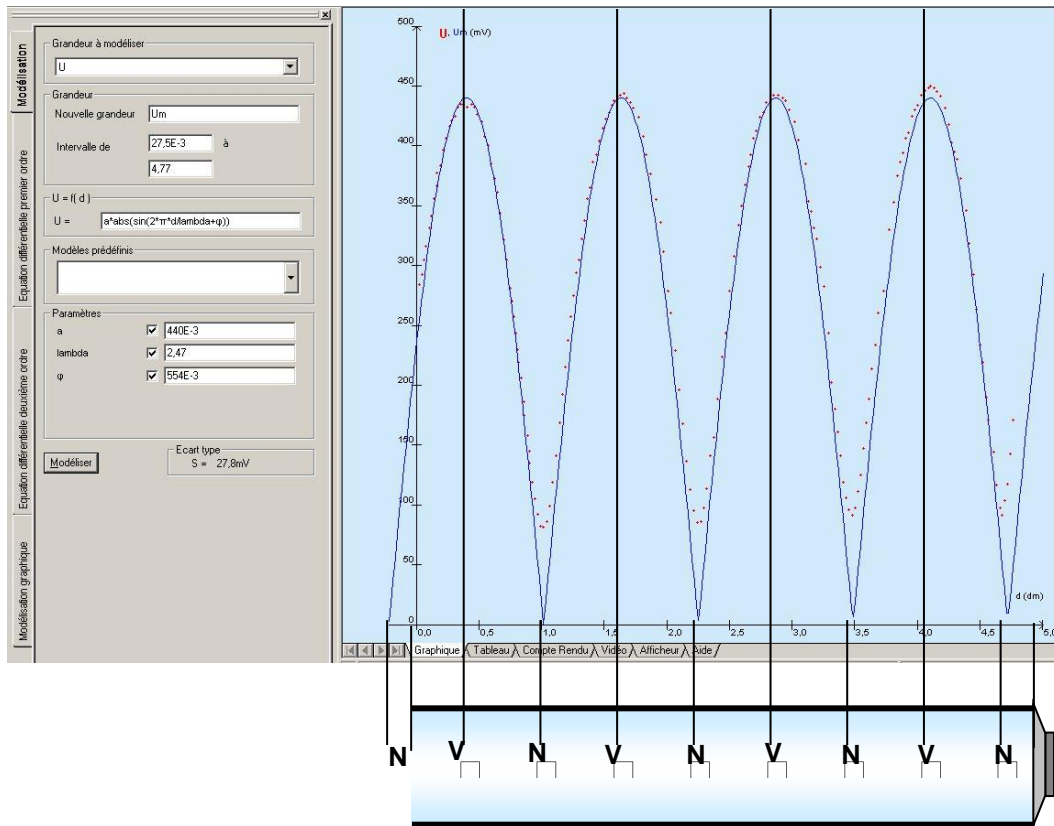 Modélisation
Equation différentielle premier ordre
Equation différentielle deuxième ordre
Modélisation graphique
Grandeur à modéliser
U
Grandeur
Nouvelle grandeur Um
Intervalle de 27,5E-3 à
4,77
U = f( d )
U = a*abs(sin(2*π*d/lambda+φ))
Modèles prédéfinis
Paramètres
a 440E-3
lambda 2,47
φ 554E-3
Modéliser
Ecart type
S = 27,8mV
U. Um (mV)
500
450
400
350
300
250
200
150
100
50
0
d (dm)
0,0 0,5 1,0 1,5 2,0 2,5 3,0 3,5 4,0 4,5 5,0
Graphique Tableau Compte Rendu Vidéo Afficheur Aide
N V N V N V N V N